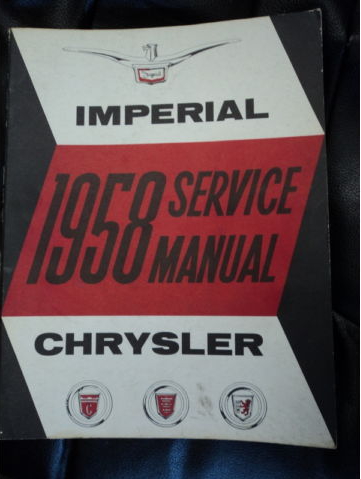 IMPERIAL
1958 SERVICE
MANUAL
CHRYSLER